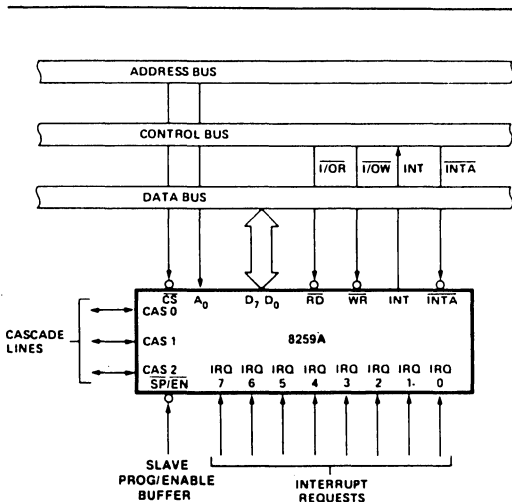 ADDRESS BUS
CONTROL BUS
I/OR I/OW INT INTA
DATA BUS
CS A0 D7 D0 RD WR INT INTA
CAS 0
CASCADE
LINES
CAS 1
8259A
CAS 2
SP/EN
IRQ IRQ IRQ IRQ IRQ IRQ IRQ IRQ
7 6 5 4 3 2 1 0
SLAVE
PROG/ENABLE
BUFFER
INTERRUPT
REQUESTS